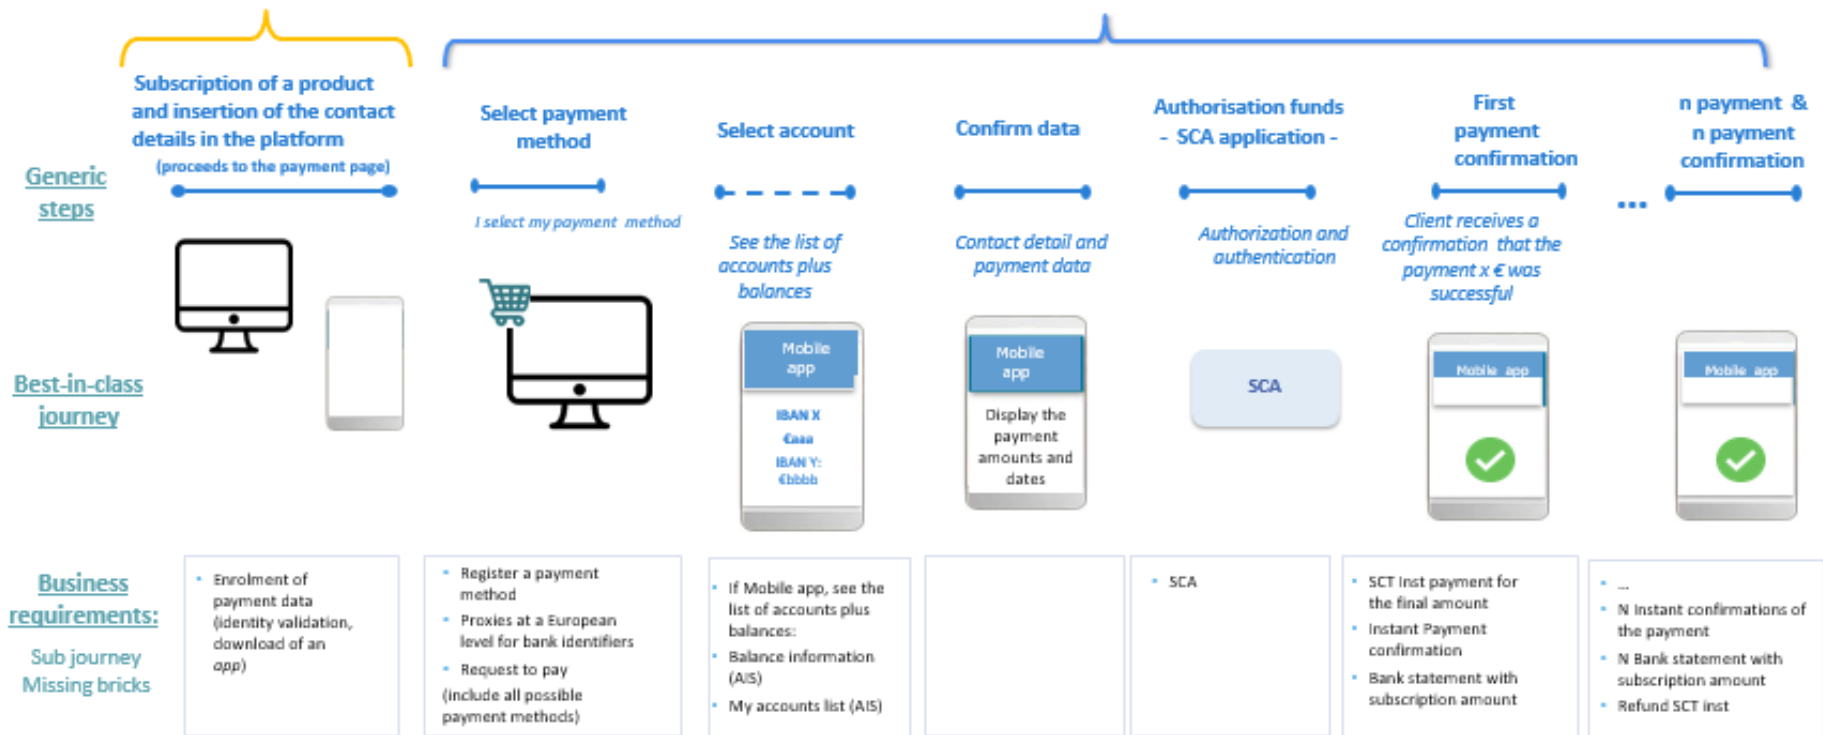 Subscription of a product
and insertion of the contact
details in the platform
(proceeds to the payment page)
Select payment
method
Select account
Confirm data
Authorisation funds
- SCA application -
First
payment
confirmation
n payment &
n payment
confirmation
Generic
steps
...
I select my payment method
See the list of
accounts plus
balances
Contact detail and
payment data
Authorization and
authentication
Client receives a
confirmation that the
payment x € was
successful
Best-in-class
journey
Mobile
app
IBAN X
€aaa
IBAN Y:
€bbbb
Mobile
app
Display the
payment
amounts and
dates
SCA
Mobile app
Mobile app
Business
requirements:
Sub journey
Missing bricks
▪ Enrolment of
payment data
(identity validation,
download of an
app)
▪ Register a payment
method
▪ Proxies at a European
level for bank identifiers
▪ Request to pay
(include all possible
payment methods)
▪ If Mobile app, see the
list of accounts plus
balances:
▪ Balance information
(AIS)
▪ My accounts list (AIS)
▪ SCA
▪ SCT Inst payment for
the final amount
▪ Instant Payment
confirmation
▪ Bank statement with
subscription amount
▪ ...
▪ N Instant confirmations of
the payment
▪ N Bank statement with
subscription amount
▪ Refund SCT inst